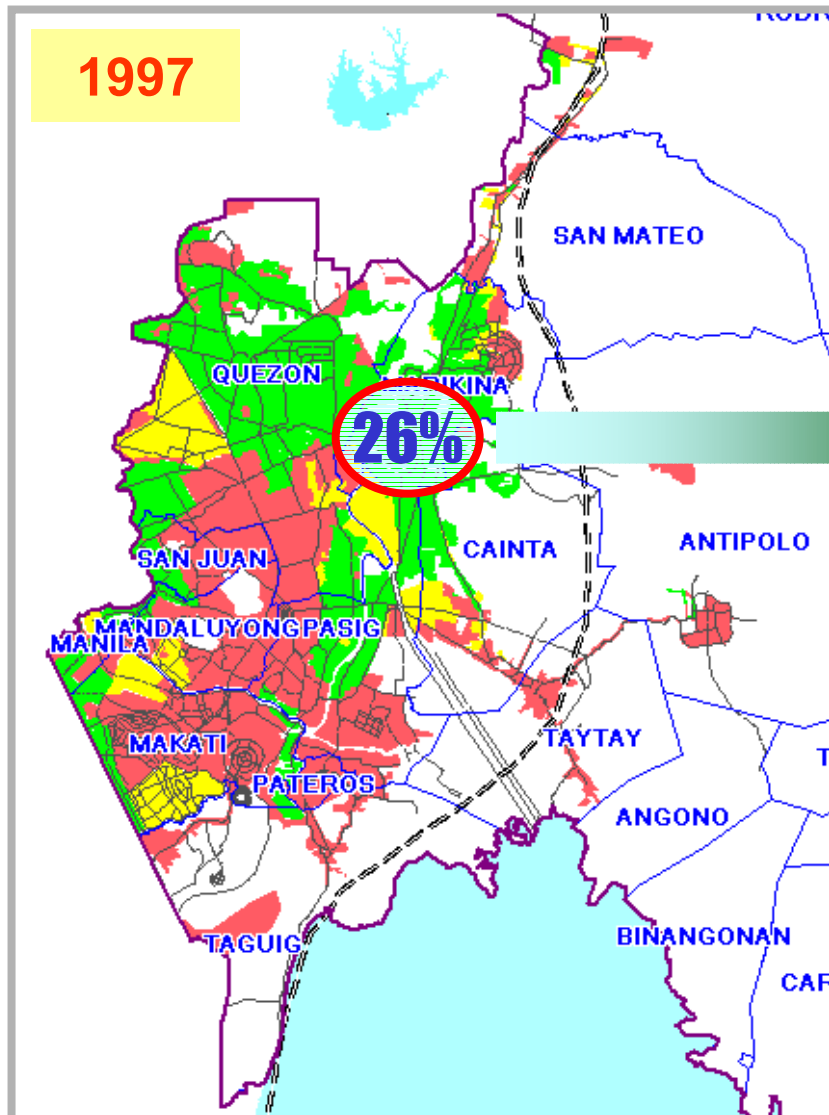 1997
SAN MATEO
QUEZON
26%
CAINTA
ANTIPOLO
SAN JUAN
MANDALUYONG
PASIG
MANILA
MAKATI
TAYTAY
PATEROS
ANGONO
TAGUIG
BINANGONAN